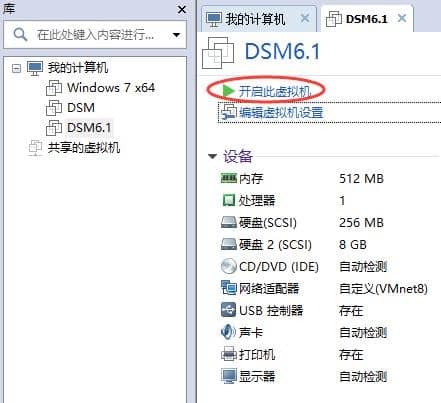 库
在此处键入内容进行...
我的计算机
Windows 7 x64
DSM
DSM6.1
共享的虚拟机
我的计算机
DSM6.1
DSM6.1
开启此虚拟机
编辑虚拟机设置
设备
内存 512 MB
处理器 1
硬盘(SCSI) 256 MB
硬盘 2 (SCSI) 8 GB
CD/DVD (IDE) 自动检测
网络适配器 自定义(VMnet8)
USB 控制器 存在
声卡 自动检测
打印机 存在
显示器 自动检测